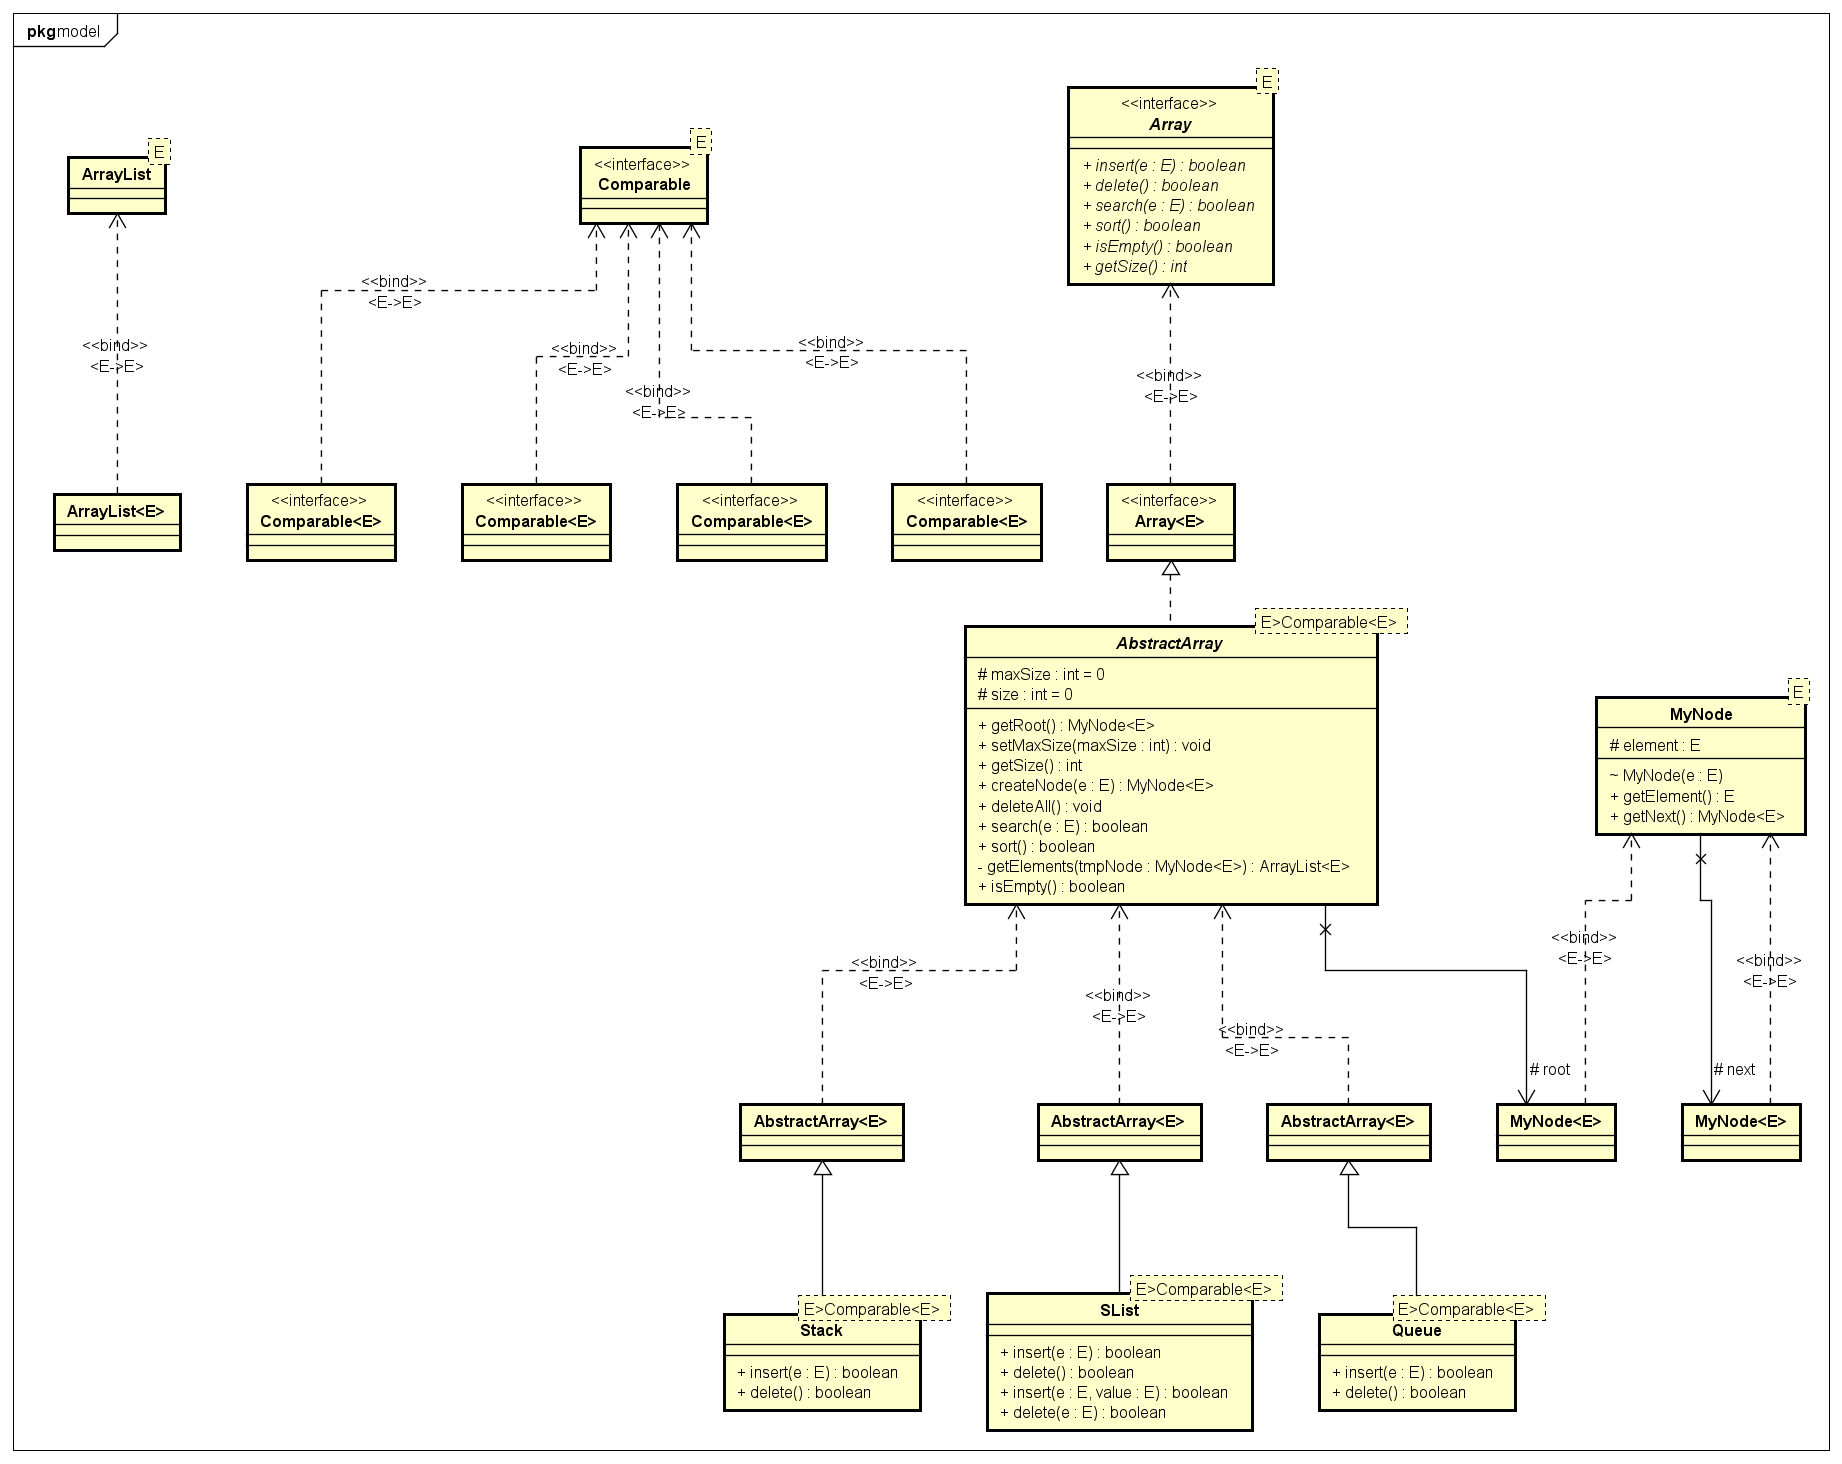 pkg model
E
ArrayList
E
<<interface>>
Comparable
E
<<interface>>
Array
+ insert(e : E) : boolean
+ delete() : boolean
+ search(e : E) : boolean
+ sort() : boolean
+ isEmpty() : boolean
+ getSize() : int
<<bind>>
<E->E>
<<bind>>
<E->E>
<<bind>>
<E->E>
<<bind>>
<E->E>
<<bind>>
<E->E>
<<bind>>
<E->E>
ArrayList<E>
<<interface>>
Comparable<E>
<<interface>>
Comparable<E>
<<interface>>
Comparable<E>
<<interface>>
Comparable<E>
<<interface>>
Array<E>
E>Comparable<E>
AbstractArray
# maxSize : int = 0
# size : int = 0
+ getRoot() : MyNode<E>
+ setMaxSize(maxSize : int) : void
+ getSize() : int
+ createNode(e : E) : MyNode<E>
+ deleteAll() : void
+ search(e : E) : boolean
+ sort() : boolean
- getElements(tmpNode : MyNode<E>) : ArrayList<E>
+ isEmpty() : boolean
E
MyNode
# element : E
~ MyNode(e : E)
+ getElement() : E
+ getNext() : MyNode<E>
<<bind>>
<E->E>
<<bind>>
<E->E>
<<bind>>
<E->E>
<<bind>>
<E->E>
<<bind>>
<E->E>
# root
# next
AbstractArray<E>
AbstractArray<E>
AbstractArray<E>
MyNode<E>
MyNode<E>
E>Comparable<E>
Stack
+ insert(e : E) : boolean
+ delete() : boolean
E>Comparable<E>
SList
+ insert(e : E) : boolean
+ delete() : boolean
+ insert(e : E, value : E) : boolean
+ delete(e : E) : boolean
E>Comparable<E>
Queue
+ insert(e : E) : boolean
+ delete() : boolean